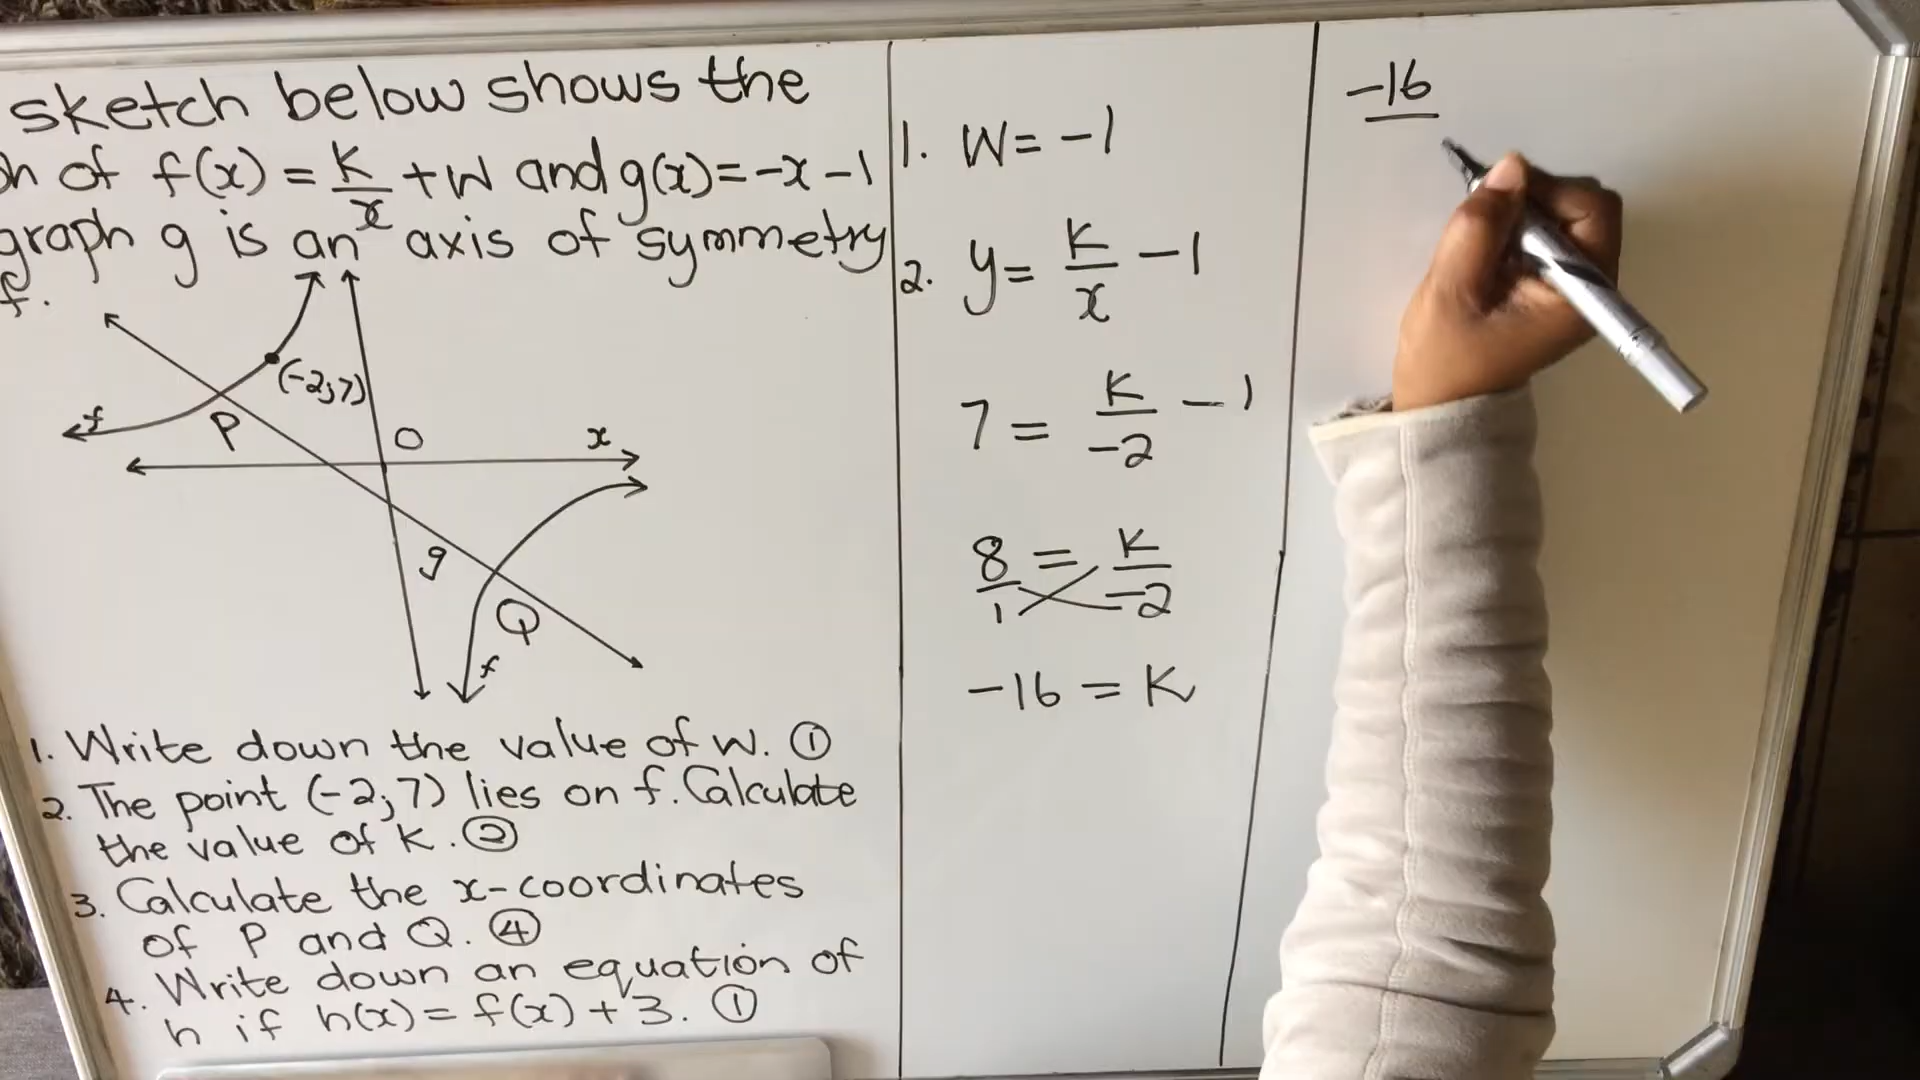 sketch below shows the
of f(x) = k/x + w and g(x) = -x - 1
graph g is an axis of symmetry
f.
(-2;7)
f
P
O
x
g
Q
f
1. Write down the value of w. ①
2. The point (-2;7) lies on f. Calculate
the value of k. ②
3. Calculate the x-coordinates
of P and Q. ④
4. Write down an equation of
h if h(x) = f(x) + 3. ①
1. W = -1
2. y = k/x - 1
7 = k/-2 - 1
8/1 = k/-2
-16 = k
-16